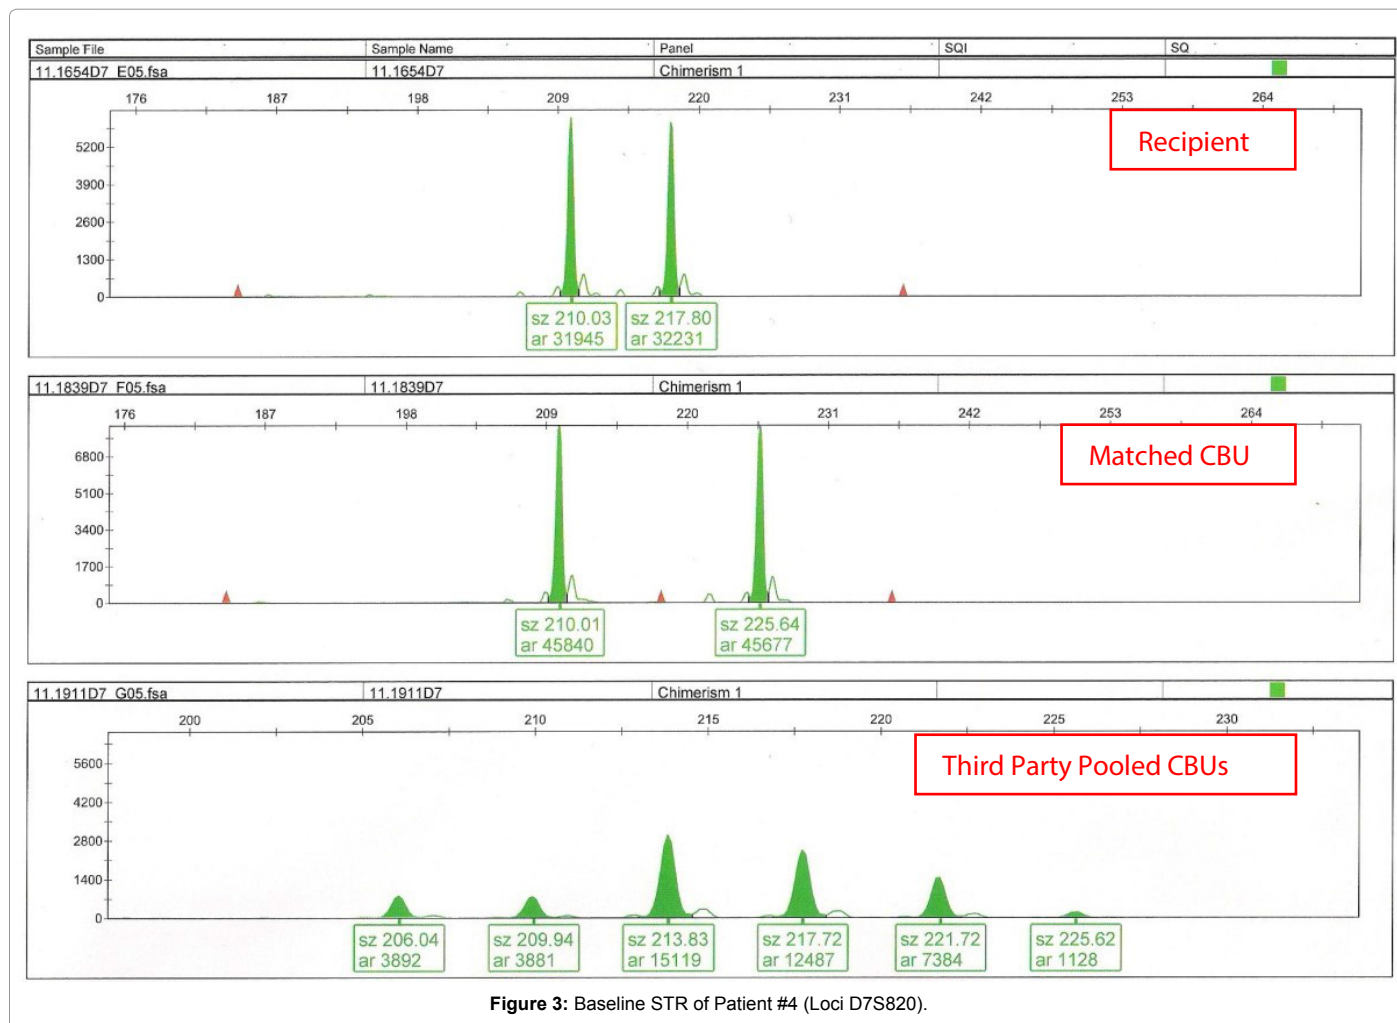 Sample File Sample Name Panel SQI SQ
11.1654D7_E05.fsa 11.1654D7 Chimerism 1
176 187 198 209 220 231 242 253 264
Recipient
5200
3900
2600
1300
0
sz 210.03 sz 217.80
ar 31945 ar 32231
11.1839D7_F05.fsa 11.1839D7 Chimerism 1
176 187 198 209 220 231 242 253 264
Matched CBU
6800
5100
3400
1700
0
sz 210.01 sz 225.64
ar 45840 ar 45677
11.1911D7_G05.fsa 11.1911D7 Chimerism 1
200 205 210 215 220 225 230
Third Party Pooled CBUs
5600
4200
2800
1400
0
sz 206.04 sz 209.94 sz 213.83 sz 217.72 sz 221.72 sz 225.62
ar 3892 ar 3881 ar 15119 ar 12487 ar 7384 ar 1128
Figure 3: Baseline STR of Patient #4 (Loci D7S820).